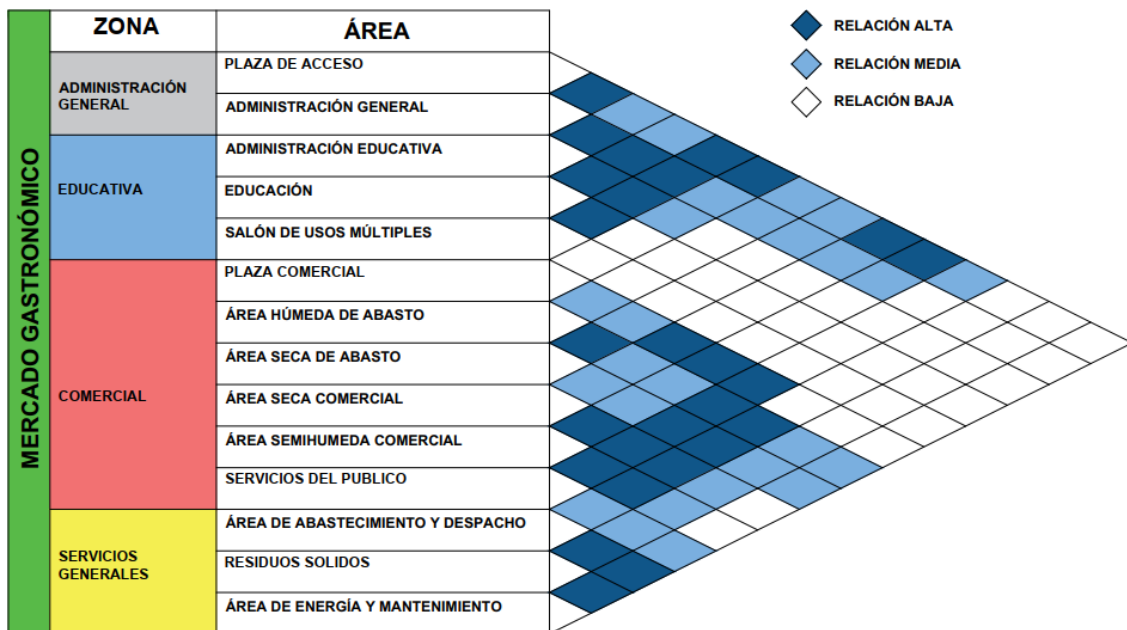 MERCADO GASTRONÓMICO
ZONA
ÁREA
ADMINISTRACIÓN
GENERAL
PLAZA DE ACCESO
ADMINISTRACIÓN GENERAL
EDUCATIVA
ADMINISTRACIÓN EDUCATIVA
EDUCACIÓN
SALÓN DE USOS MÚLTIPLES
COMERCIAL
PLAZA COMERCIAL
ÁREA HÚMEDA DE ABASTO
ÁREA SECA DE ABASTO
ÁREA SECA COMERCIAL
ÁREA SEMIHUMEDA COMERCIAL
SERVICIOS DEL PUBLICO
SERVICIOS
GENERALES
ÁREA DE ABASTECIMIENTO Y DESPACHO
RESIDUOS SOLIDOS
ÁREA DE ENERGÍA Y MANTENIMIENTO
RELACIÓN ALTA
RELACIÓN MEDIA
RELACIÓN BAJA